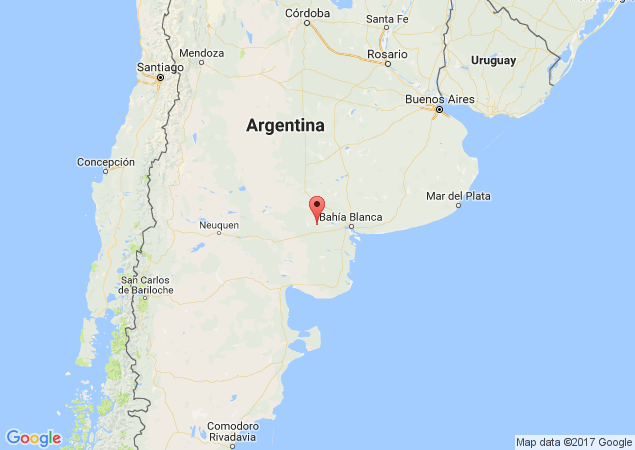 Córdoba
Santa Fe
Mendoza
Rosario
Uruguay
Santiago
Buenos Aires
Argentina
Concepción
Mar del Plata
Bahía Blanca
Neuquen
San Carlos
de Bariloche
Comodoro
Rivadavia
Google
Map data ©2017 Google